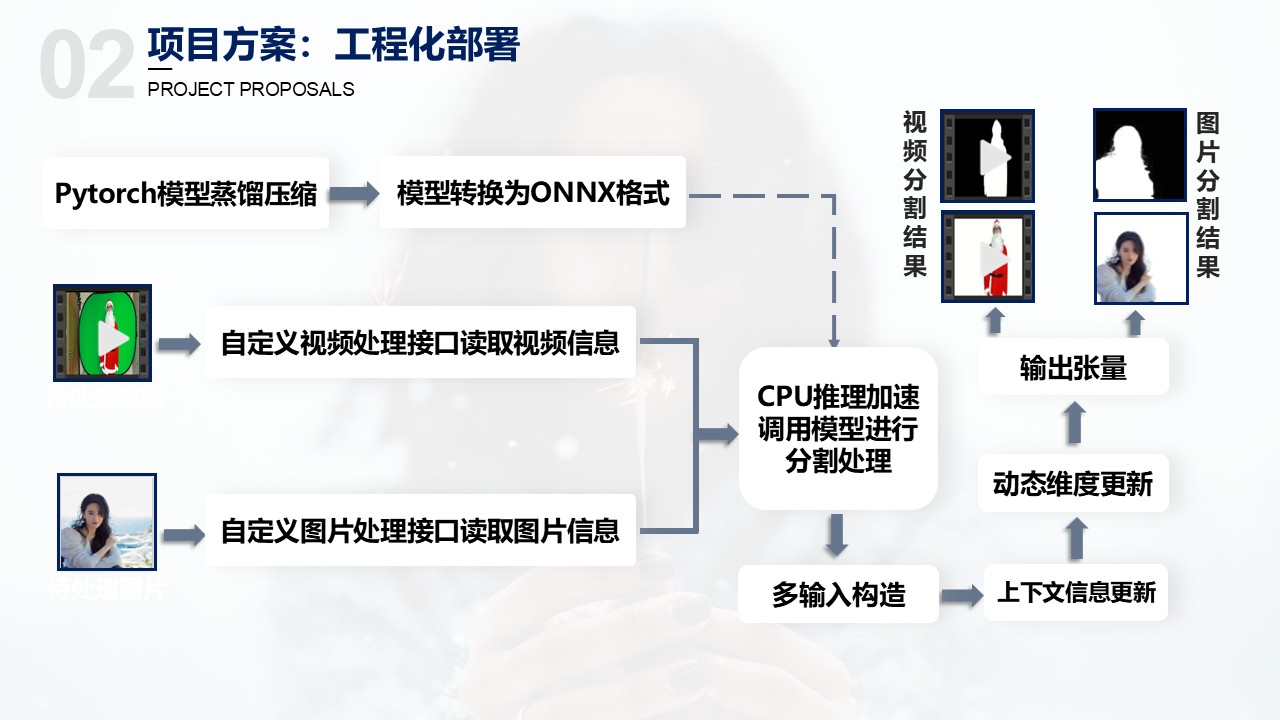 02
项目方案：工程化部署
PROJECT PROPOSALS
Pytorch模型蒸馏压缩
模型转换为ONNX格式
自定义视频处理接口读取视频信息
自定义图片处理接口读取图片信息
待处理图片
CPU推理加速
调用模型进行
分割处理
多输入构造
上下文信息更新
动态维度更新
输出张量
视频分割结果
图片分割结果